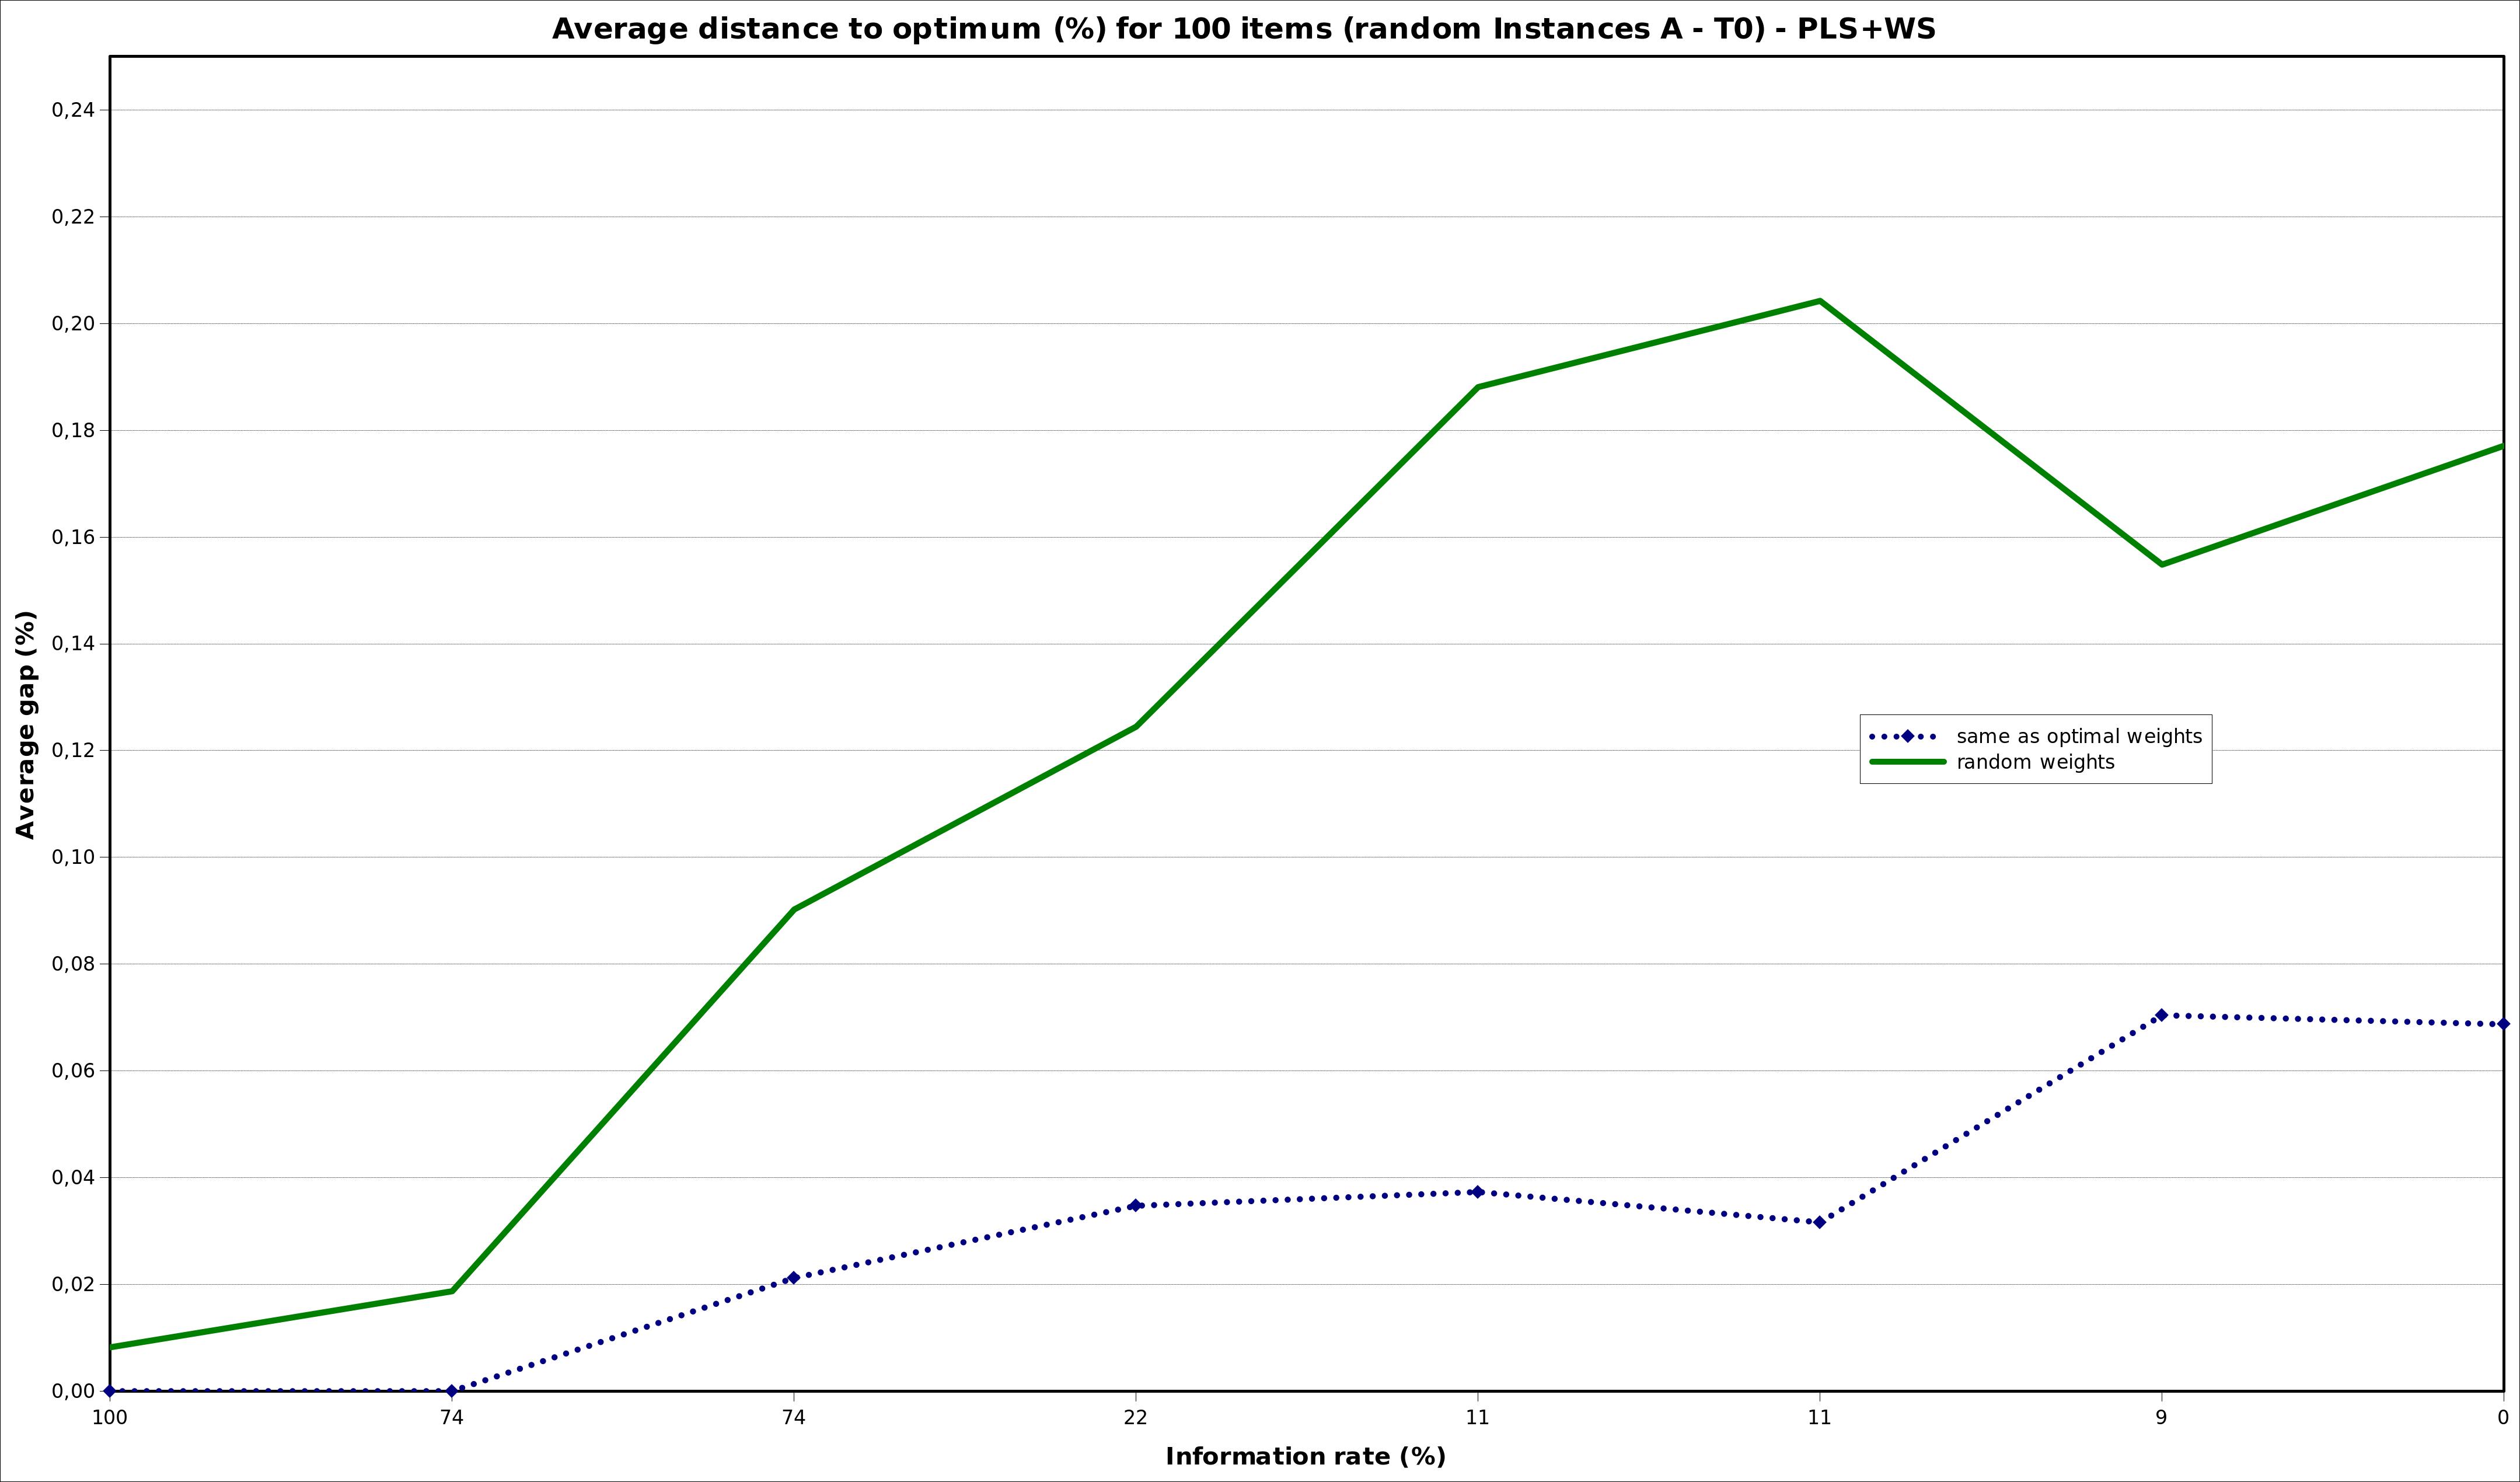 Average distance to optimum (%) for 100 items (random Instances A - T0) - PLS+WS
0,24
0,22
0,20
0,18
0,16
0,14
0,12
0,10
0,08
0,06
0,04
0,02
0,00
Average gap (%)
same as optimal weights
random weights
100 74 74 22 11 11 9 0
Information rate (%)